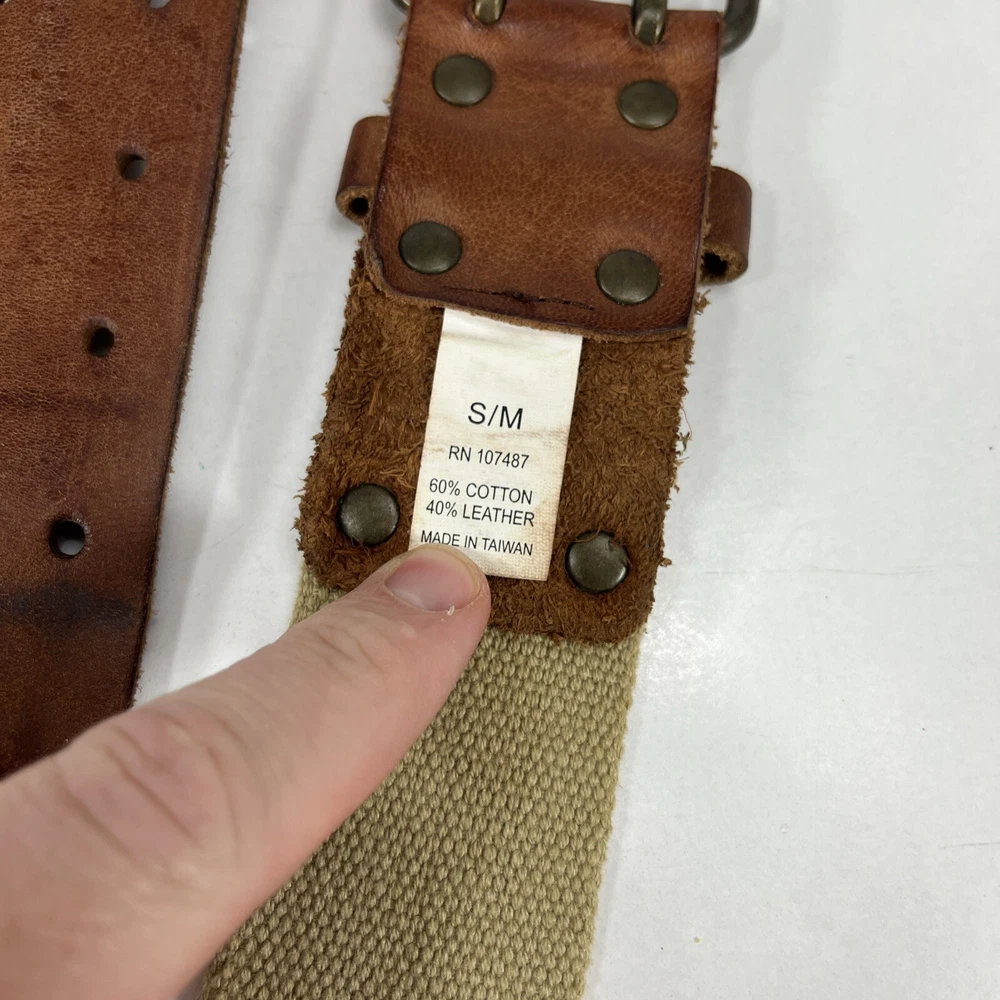 S/M
RN 107487
60% COTTON
40% LEATHER
MADE IN TAIWAN